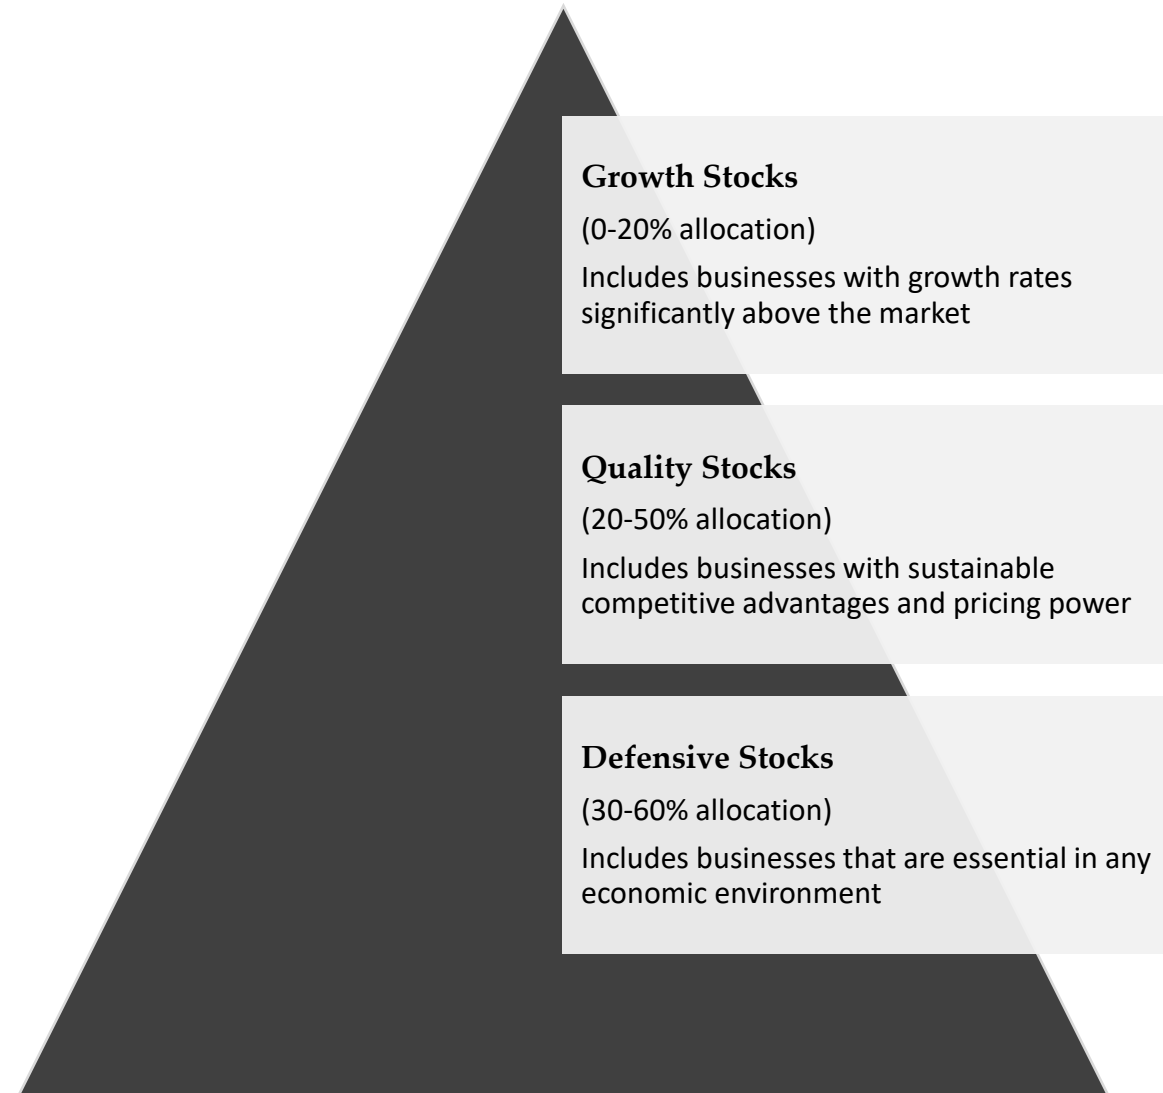 Growth Stocks
(0-20% allocation)
Includes businesses with growth rates
significantly above the market
Quality Stocks
(20-50% allocation)
Includes businesses with sustainable
competitive advantages and pricing power
Defensive Stocks
(30-60% allocation)
Includes businesses that are essential in any
economic environment